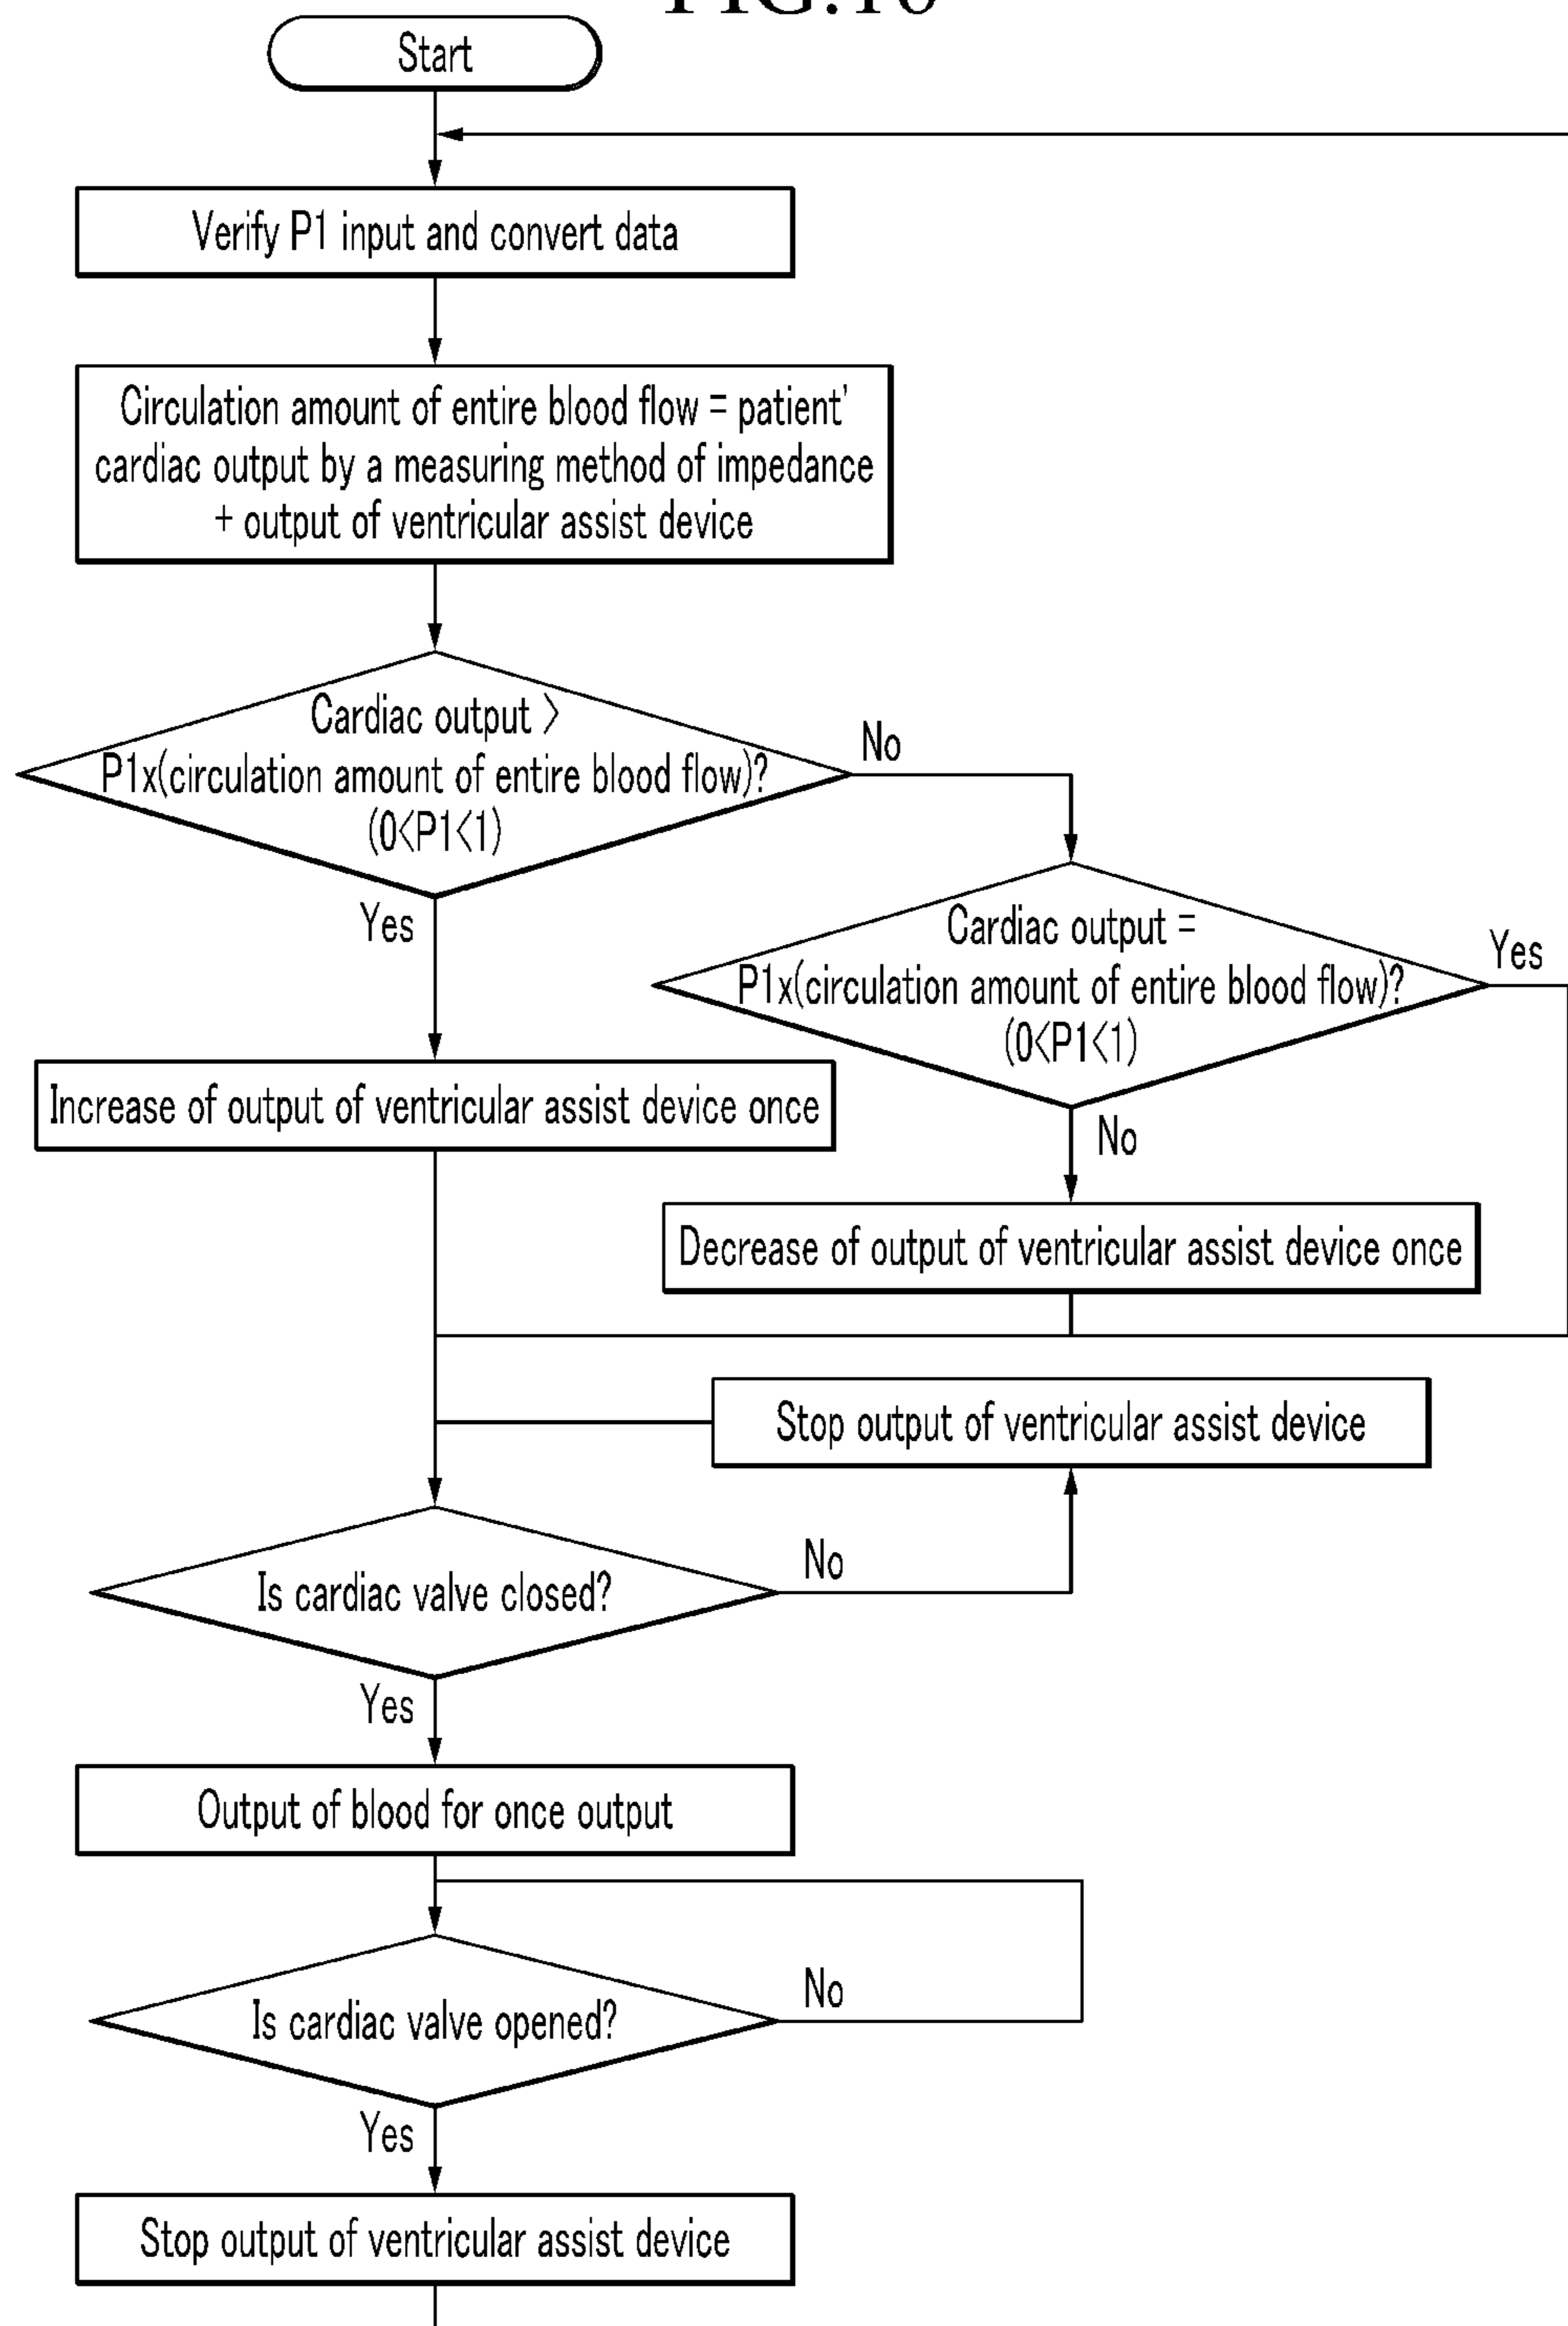 Start
Verify P1 input and convert data
Circulation amount of entire blood flow = patient'
cardiac output by a measuring method of impedance
+ output of ventricular assist device
Cardiac output >
P1x(circulation amount of entire blood flow)?
(0<P1<1)
No
Yes
Cardiac output =
P1x(circulation amount of entire blood flow)?
(0<P1<1)
Yes
No
Increase of output of ventricular assist device once
Decrease of output of ventricular assist device once
Stop output of ventricular assist device
Is cardiac valve closed?
No
Yes
Output of blood for once output
Is cardiac valve opened?
No
Yes
Stop output of ventricular assist device